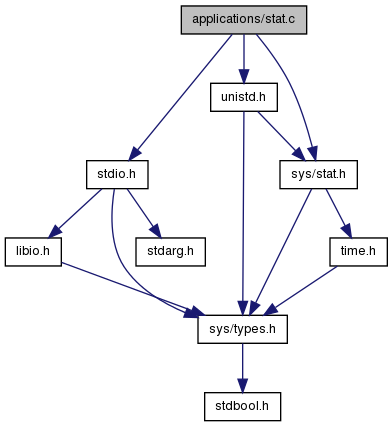 applications/stat.c
unistd.h
stdio.h
sys/stat.h
libio.h
stdarg.h
time.h
sys/types.h
stdbool.h